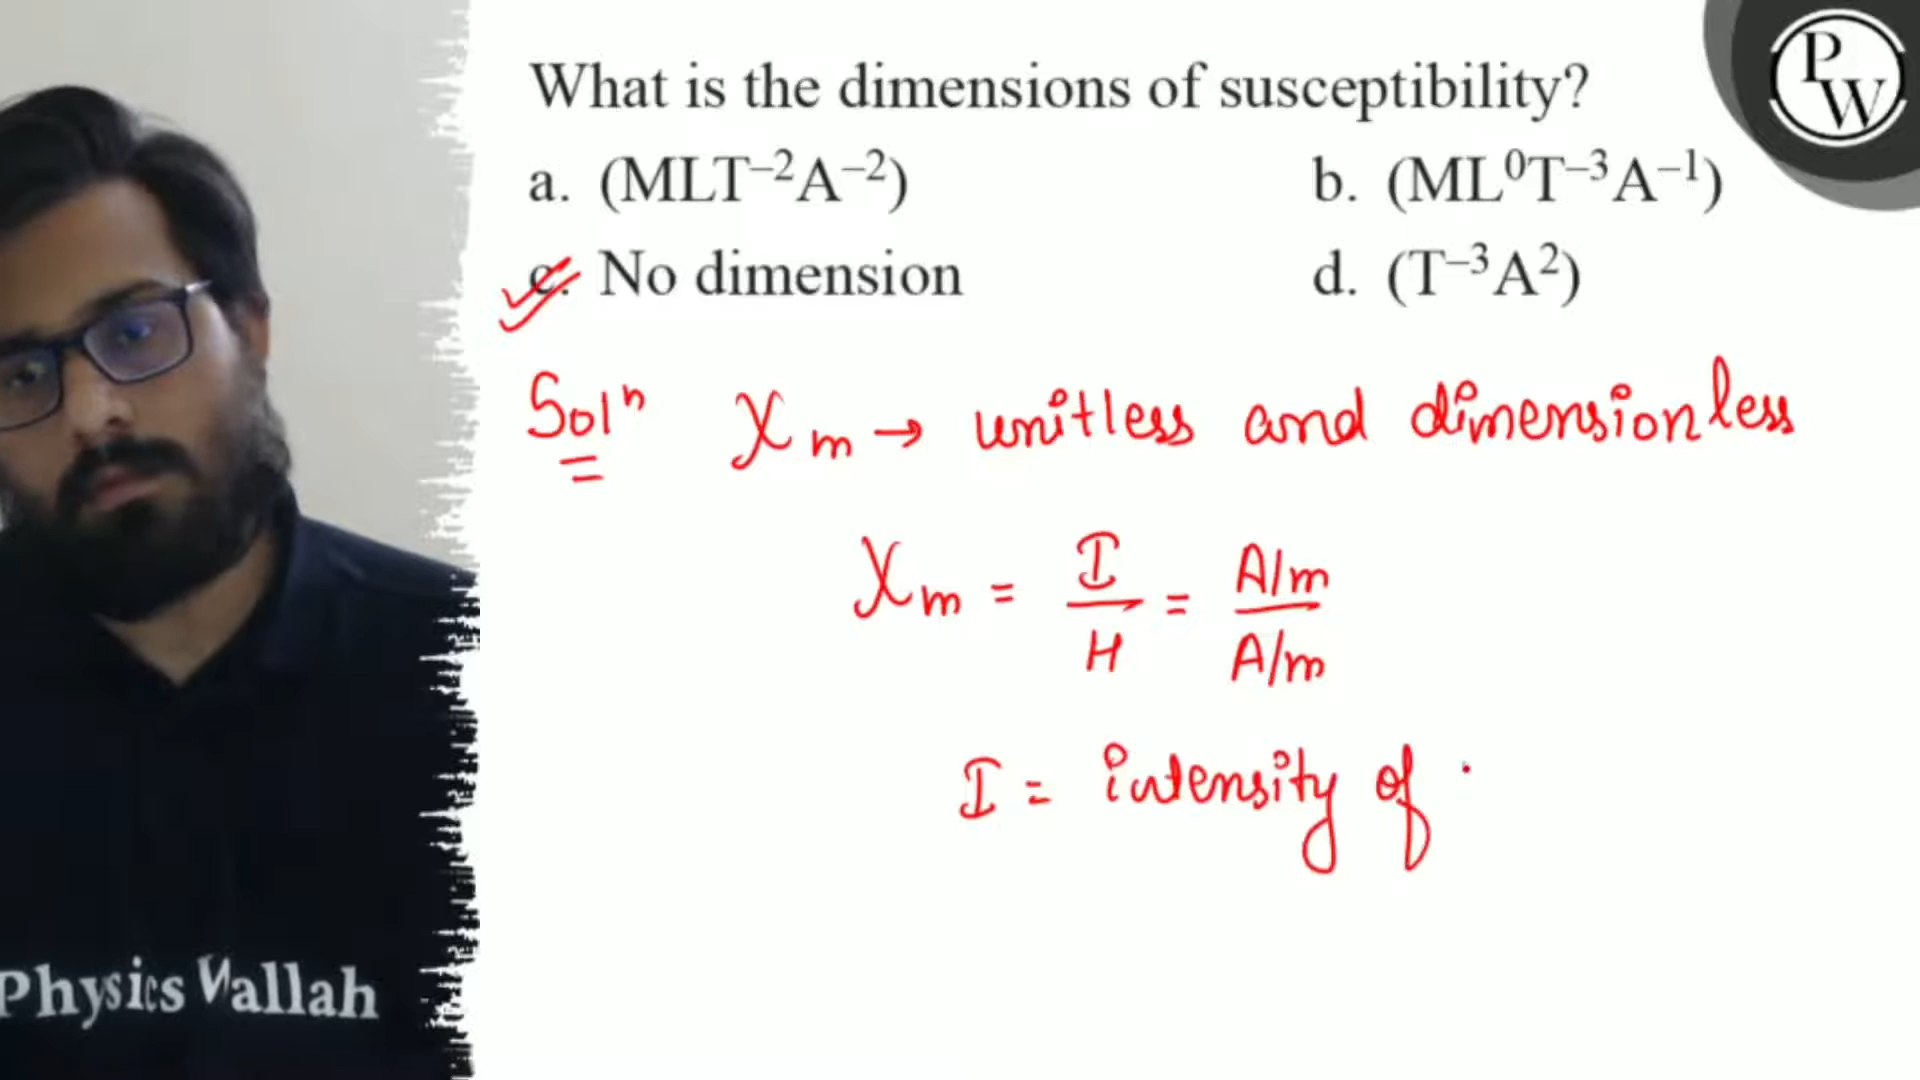 PW
What is the dimensions of susceptibility?
a. (MLT⁻²A⁻²) b. (ML⁰T⁻³A⁻¹)
c. No dimension d. (T⁻³A²)
Solⁿ χm → unitless and dimensionless
χm = I/H = A/m / A/m
I = intensity of
Physics Wallah